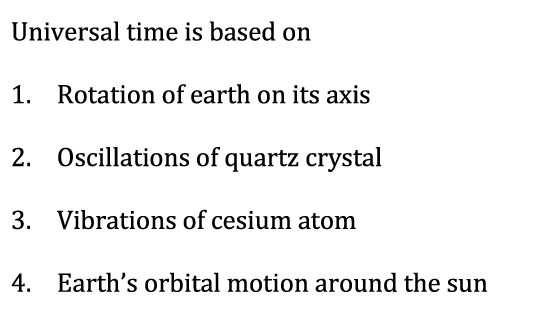 Universal time is based on
1. Rotation of earth on its axis
2. Oscillations of quartz crystal
3. Vibrations of cesium atom
4. Earth’s orbital motion around the sun